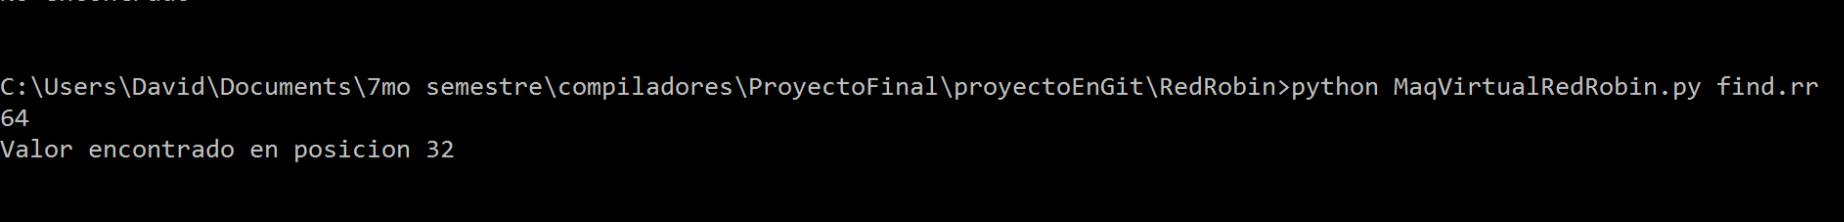 C:\Users\David\Documents\7mo semestre\compiladores\ProyectoFinal\proyectoEnGit\RedRobin>python MaqVirtualRedRobin.py find.rr
64
Valor encontrado en posicion 32